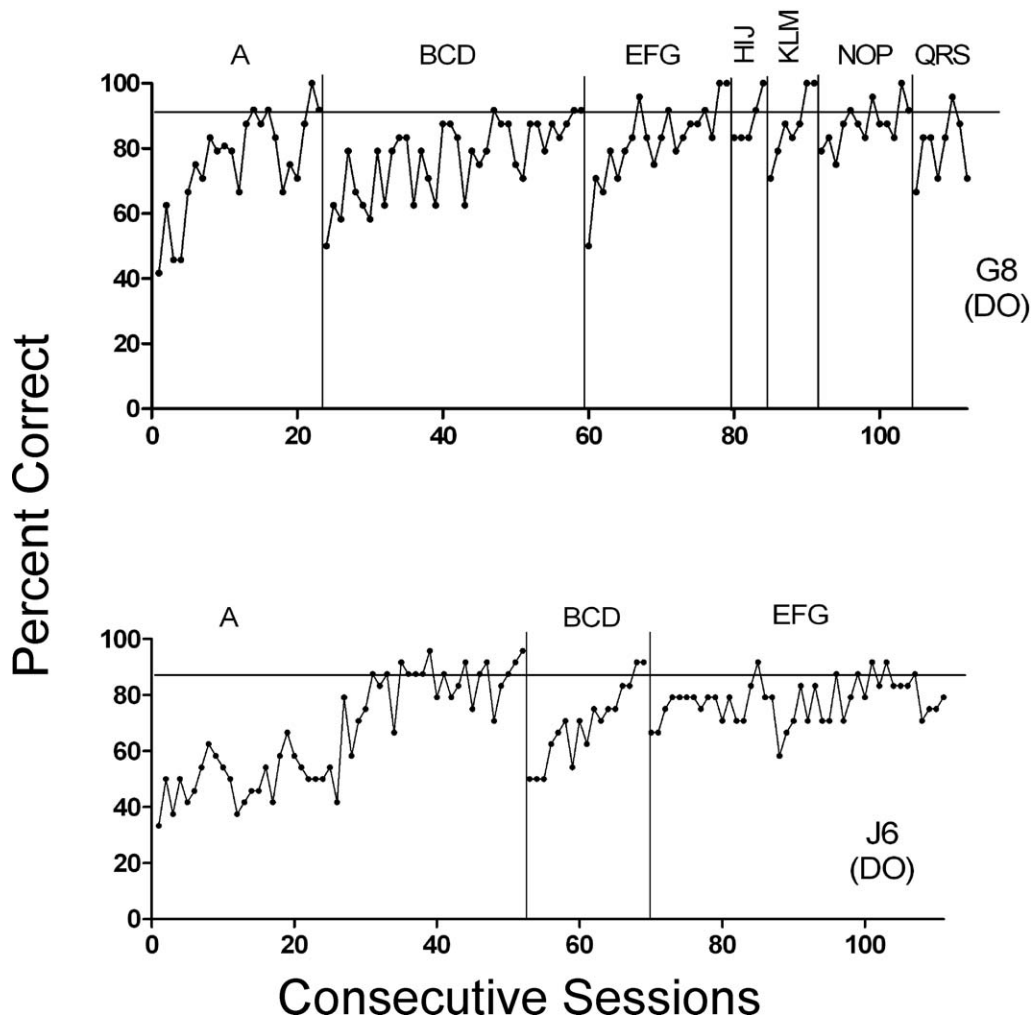 A BCD EFG HIJ KLM NOP QRS
100
80
60
40
20
0
0 20 40 60 80 100
G8
(DO)
Percent Correct
A BCD EFG
100
80
60
40
20
0
0 20 40 60 80 100
J6
(DO)
Consecutive Sessions